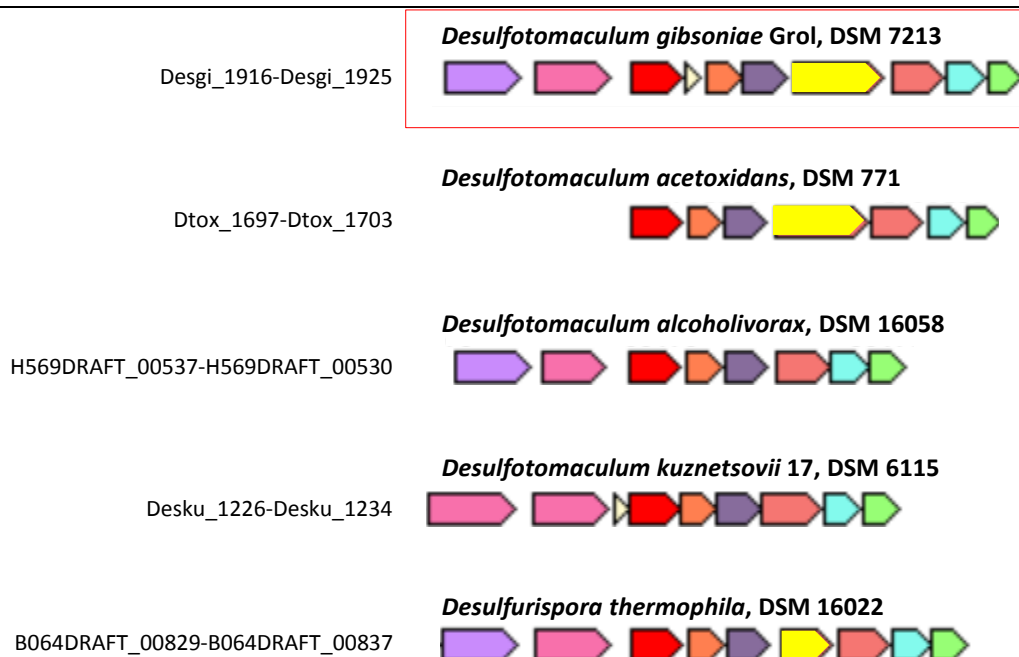 Desulfotomaculum gibsoniae Grol, DSM 7213
Desgi_1916-Desgi_1925
Desulfotomaculum acetoxidans, DSM 771
Dtox_1697-Dtox_1703
Desulfotomaculum alcoholivorax, DSM 16058
H569DRAFT_00537-H569DRAFT_00530
Desulfotomaculum kuznetsovii 17, DSM 6115
Desku_1226-Desku_1234
Desulfurispora thermophila, DSM 16022
B064DRAFT_00829-B064DRAFT_00837